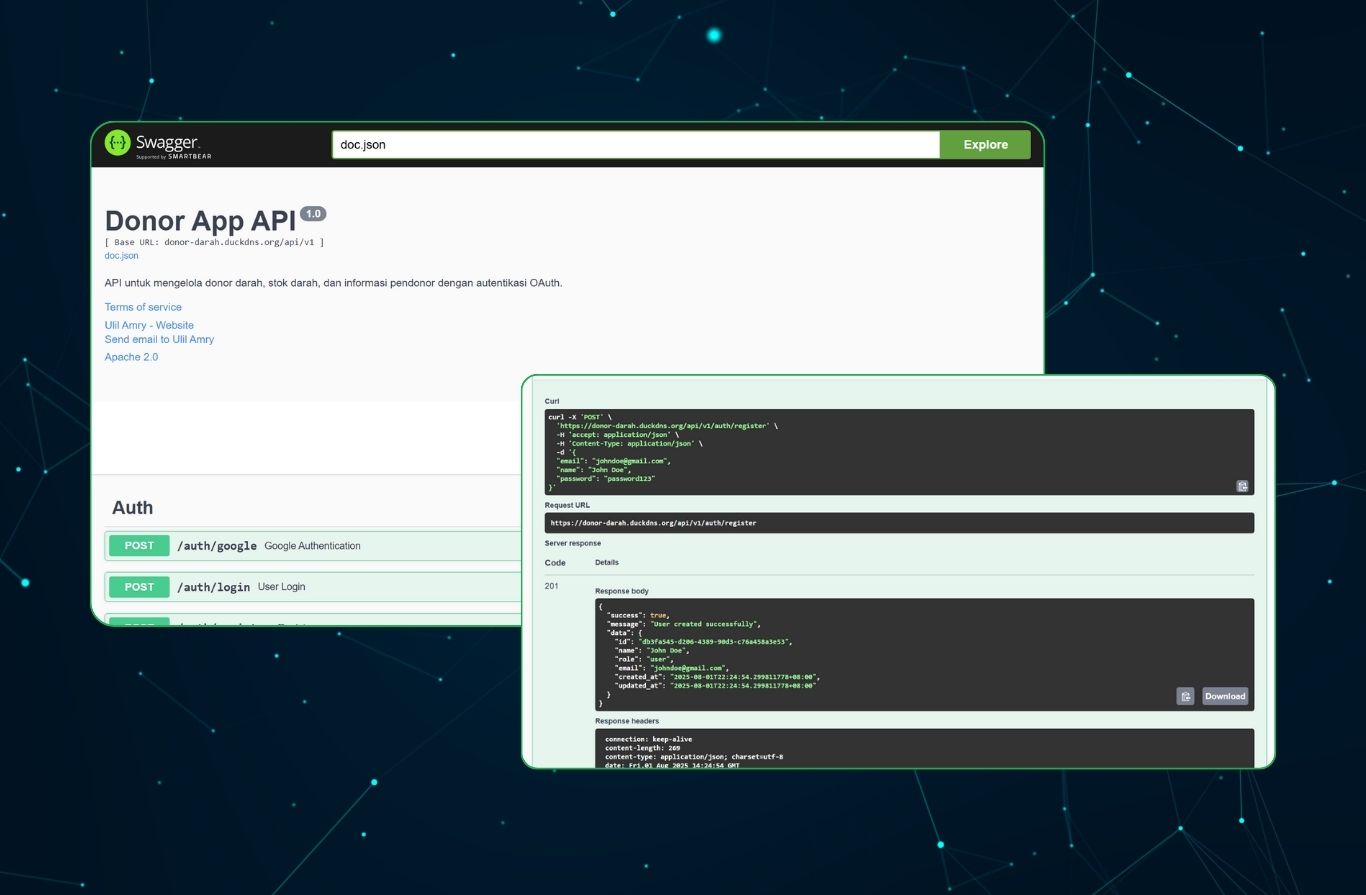 Swagger.
Supported by SMARTBEAR
doc.json
Explore
Donor App API 1.0
[ Base URL: donor-darah.duckdns.org/api/v1 ]
doc.json
API untuk mengelola donor darah, stok darah, dan informasi pendonor dengan autentikasi OAuth.
Terms of service
Ulil Amry - Website
Send email to Ulil Amry
Apache 2.0
Auth
POST /auth/google Google Authentication
POST /auth/login User Login
Curl
curl -X 'POST' \
'https://donor-darah.duckdns.org/api/v1/auth/register' \
-H 'accept: application/json' \
-H 'Content-Type: application/json' \
-d '{
"email": "johndoe@gmail.com",
"name": "John Doe",
"password": "password123"
}'
Request URL
https://donor-darah.duckdns.org/api/v1/auth/register
Server response
Code Details
201
Response body
{
"success": true,
"message": "User created successfully",
"data": {
"id": "db3fa545-d206-4389-90d3-c76a458a3e53",
"name": "John Doe",
"role": "user",
"email": "johndoe@gmail.com",
"created_at": "2025-08-01T22:24:54.299811778+08:00",
"updated_at": "2025-08-01T22:24:54.299811778+08:00"
}
}
Download
Response headers
connection: keep-alive
content-length: 269
content-type: application/json; charset=utf-8
date: Fri,01 Aug 2025 14:24:54 GMT